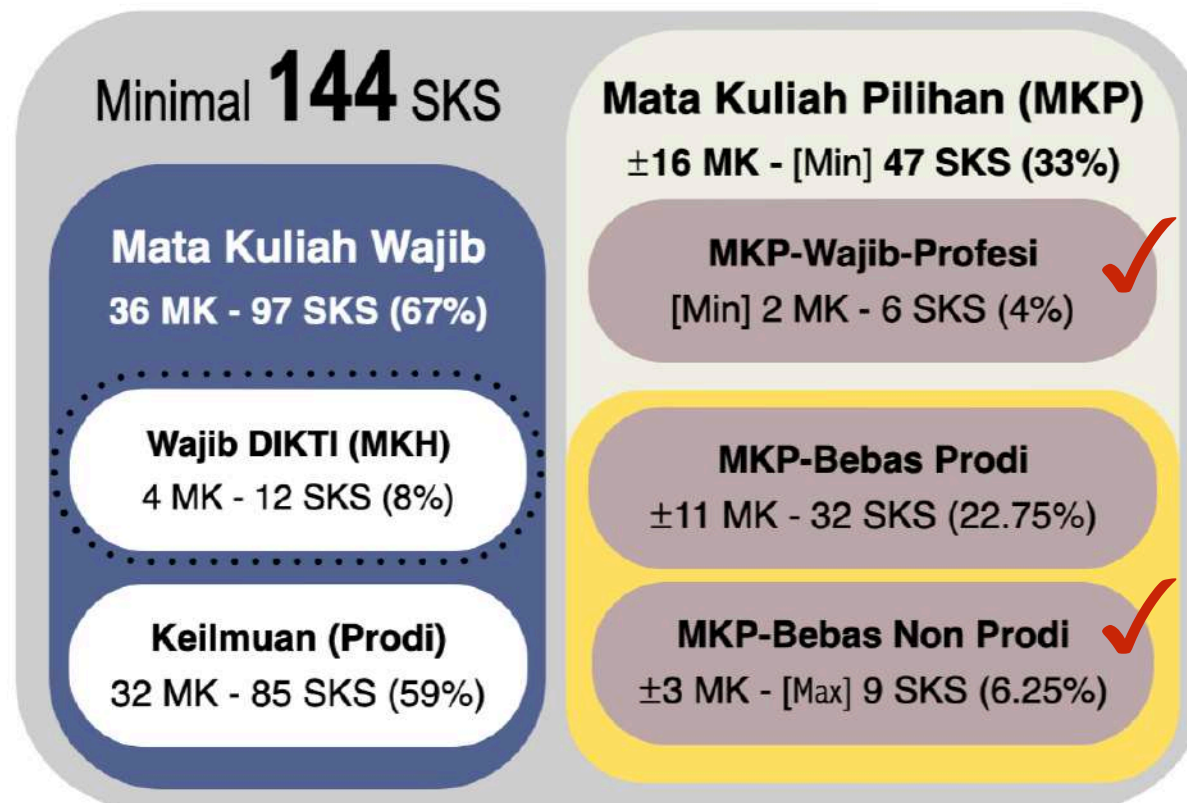 Minimal 144 SKS
Mata Kuliah Wajib
36 MK - 97 SKS (67%)
Wajib DIKTI (MKH)
4 MK - 12 SKS (8%)
Keilmuan (Prodi)
32 MK - 85 SKS (59%)
Mata Kuliah Pilihan (MKP)
±16 MK - [Min] 47 SKS (33%)
MKP-Wajib-Profesi
[Min] 2 MK - 6 SKS (4%)
MKP-Bebas Prodi
±11 MK - 32 SKS (22.75%)
MKP-Bebas Non Prodi
±3 MK - [Max] 9 SKS (6.25%)